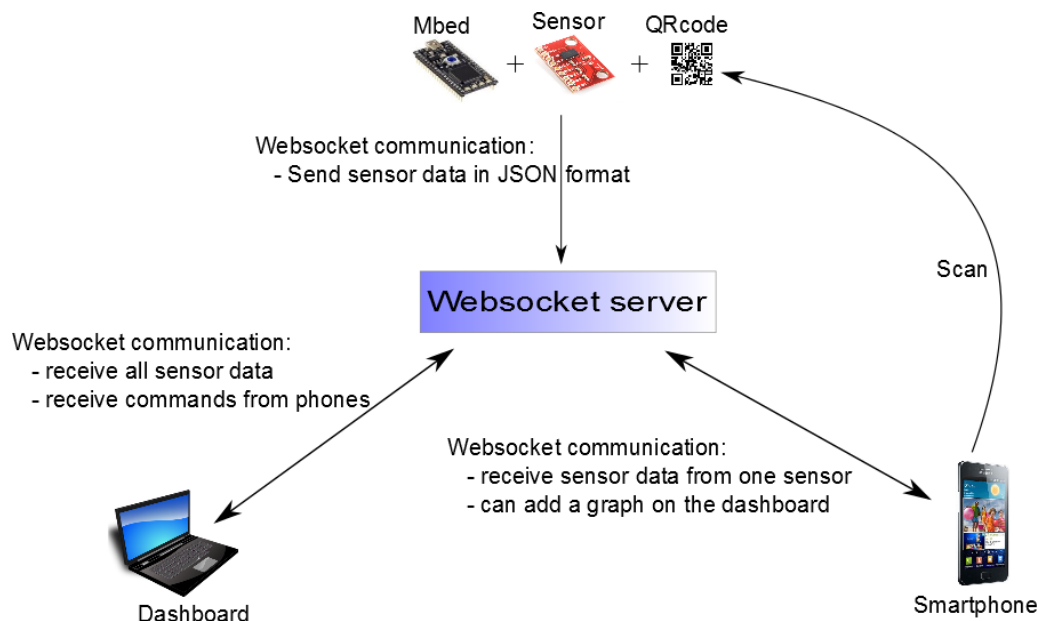 Mbed
Sensor
QRcode
+
+
Websocket communication:
- Send sensor data in JSON format
Scan
Websocket server
Websocket communication:
- receive all sensor data
- receive commands from phones
Websocket communication:
- receive sensor data from one sensor
- can add a graph on the dashboard
Dashboard
Smartphone